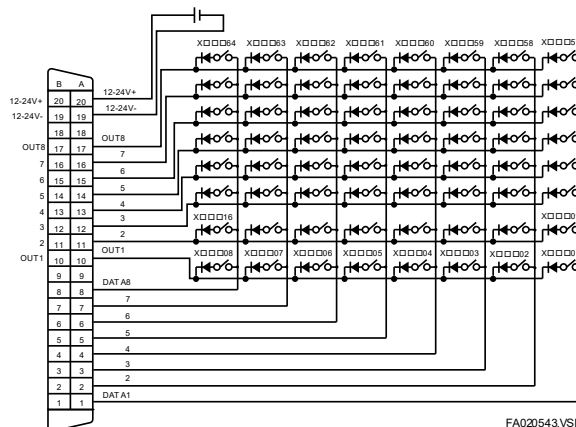 X□□□64 X□□□63 X□□□62 X□□□61 X□□□60 X□□□59 X□□□58 X□□□5
B A
12-24V+ 20 20 12-24V+
12-24V- 19 19 12-24V-
18 18
OUT8 17 17 OUT8
7 16 16 7
6 15 15 6
5 14 14 5
4 13 13 4
3 12 12 3
X□□□16 X□□□0
2 11 11 2
OUT1 10 10 OUT1
X□□□08 X□□□07 X□□□06 X□□□05 X□□□04 X□□□03 X□□□02 X□□□0
9 9
8 8 DATA8
7 7 7
6 6 6
5 5 5
4 4 4
3 3 3
2 2 2
1 1 DATA1
FA020543.VS